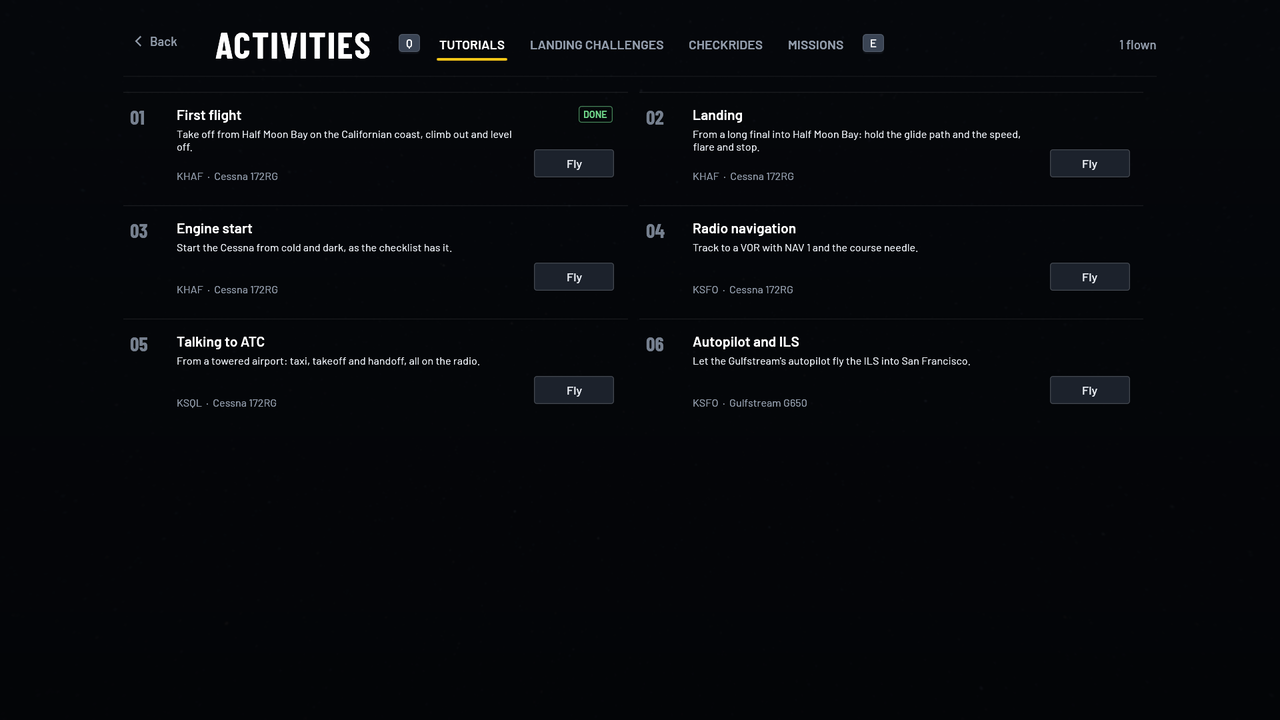 Back
ACTIVITIES
Q
TUTORIALS
LANDING CHALLENGES
CHECKRIDES
MISSIONS
E
1 flown
01
First flight
DONE
Take off from Half Moon Bay on the Californian coast, climb out and level
off.
Fly
KHAF · Cessna 172RG
02
Landing
From a long final into Half Moon Bay: hold the glide path and the speed,
flare and stop.
Fly
KHAF · Cessna 172RG
03
Engine start
Start the Cessna from cold and dark, as the checklist has it.
Fly
KHAF · Cessna 172RG
04
Radio navigation
Track to a VOR with NAV 1 and the course needle.
Fly
KSFO · Cessna 172RG
05
Talking to ATC
From a towered airport: taxi, takeoff and handoff, all on the radio.
Fly
KSQL · Cessna 172RG
06
Autopilot and ILS
Let the Gulfstream's autopilot fly the ILS into San Francisco.
Fly
KSFO · Gulfstream G650